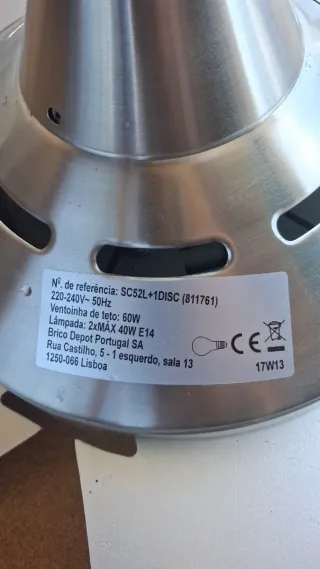 Nº. de referência: SC52L+1DISC (811761)
220-240V~ 50Hz
Ventoinha de teto: 60W
Lâmpada: 2xMÁX 40W E14
Brico Depot Portugal SA
Rua Castilho, 5 - 1 esquerdo, sala 13
1250-066 Lisboa
CE
17W13